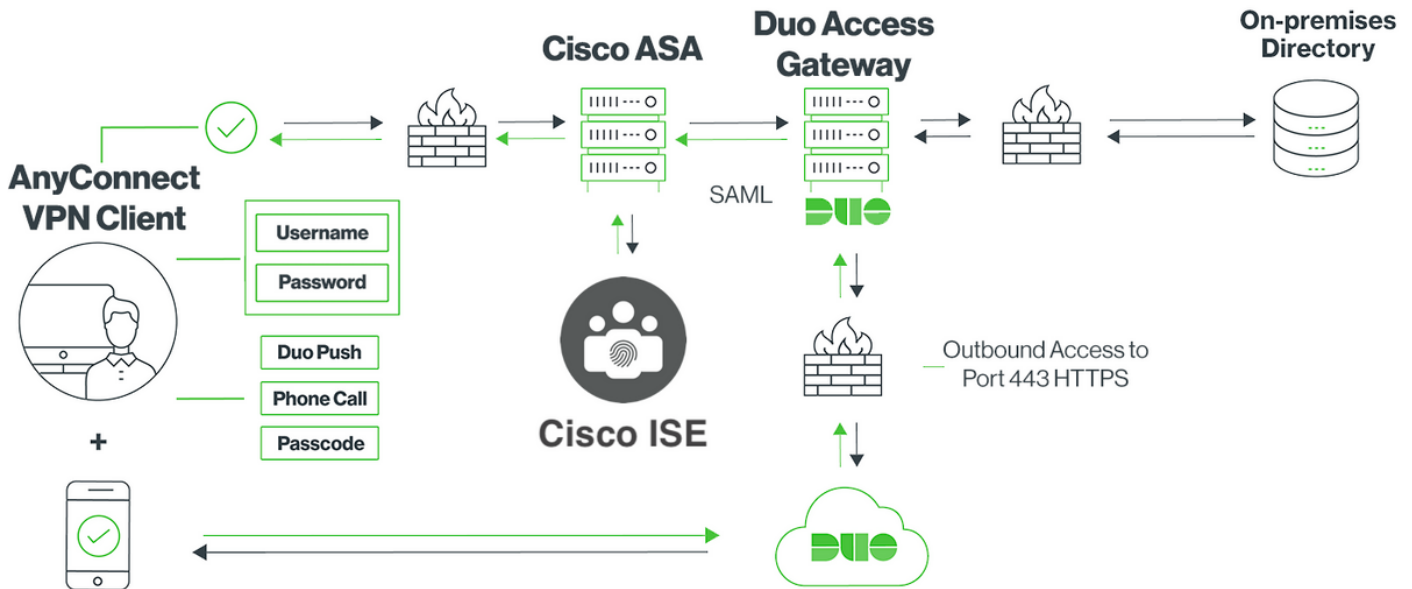 Cisco ASA
Duo Access
Gateway
On-premises
Directory
AnyConnect
VPN Client
Username
Password
Duo Push
Phone Call
Passcode
SAML
DUO
Cisco ISE
Outbound Access to
Port 443 HTTPS
DUO